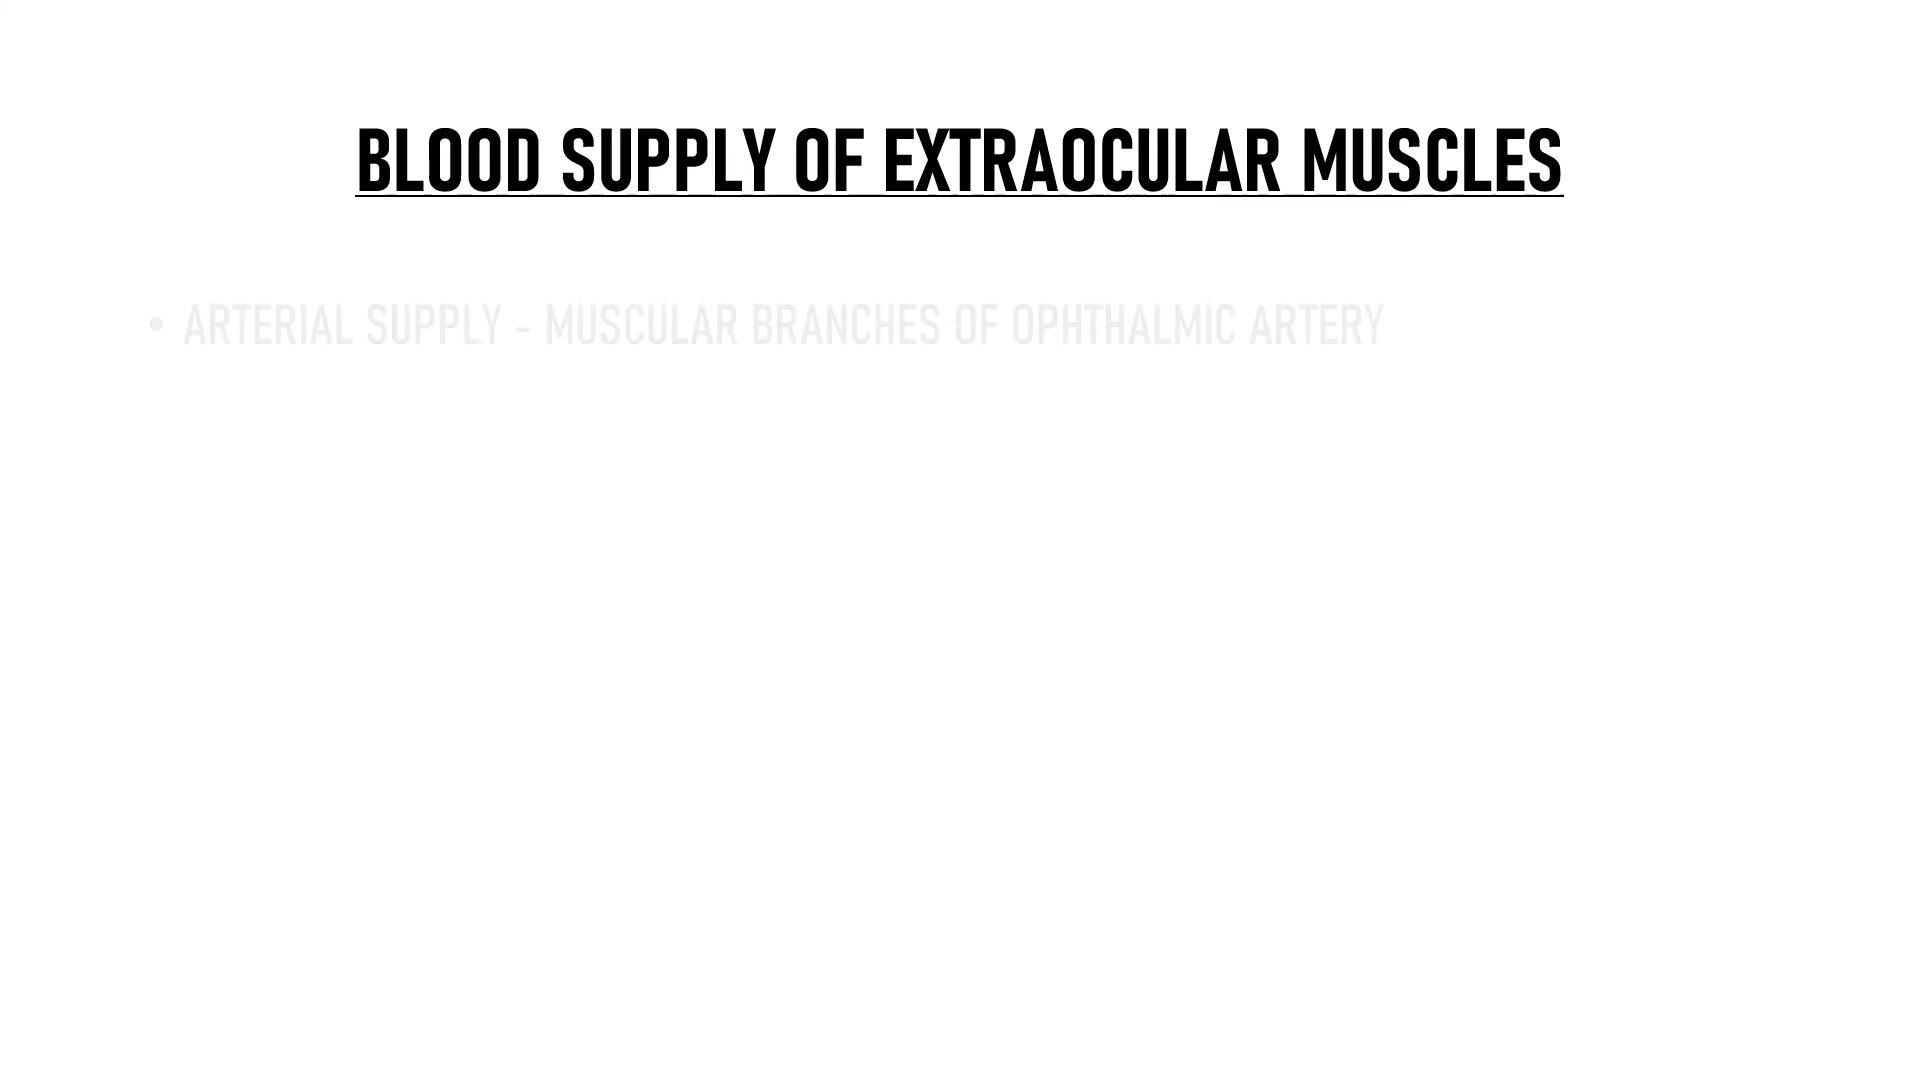 BLOOD SUPPLY OF EXTRAOCULAR MUSCLES
• ARTERIAL SUPPLY - MUSCULAR BRANCHES OF OPHTHALMIC ARTERY